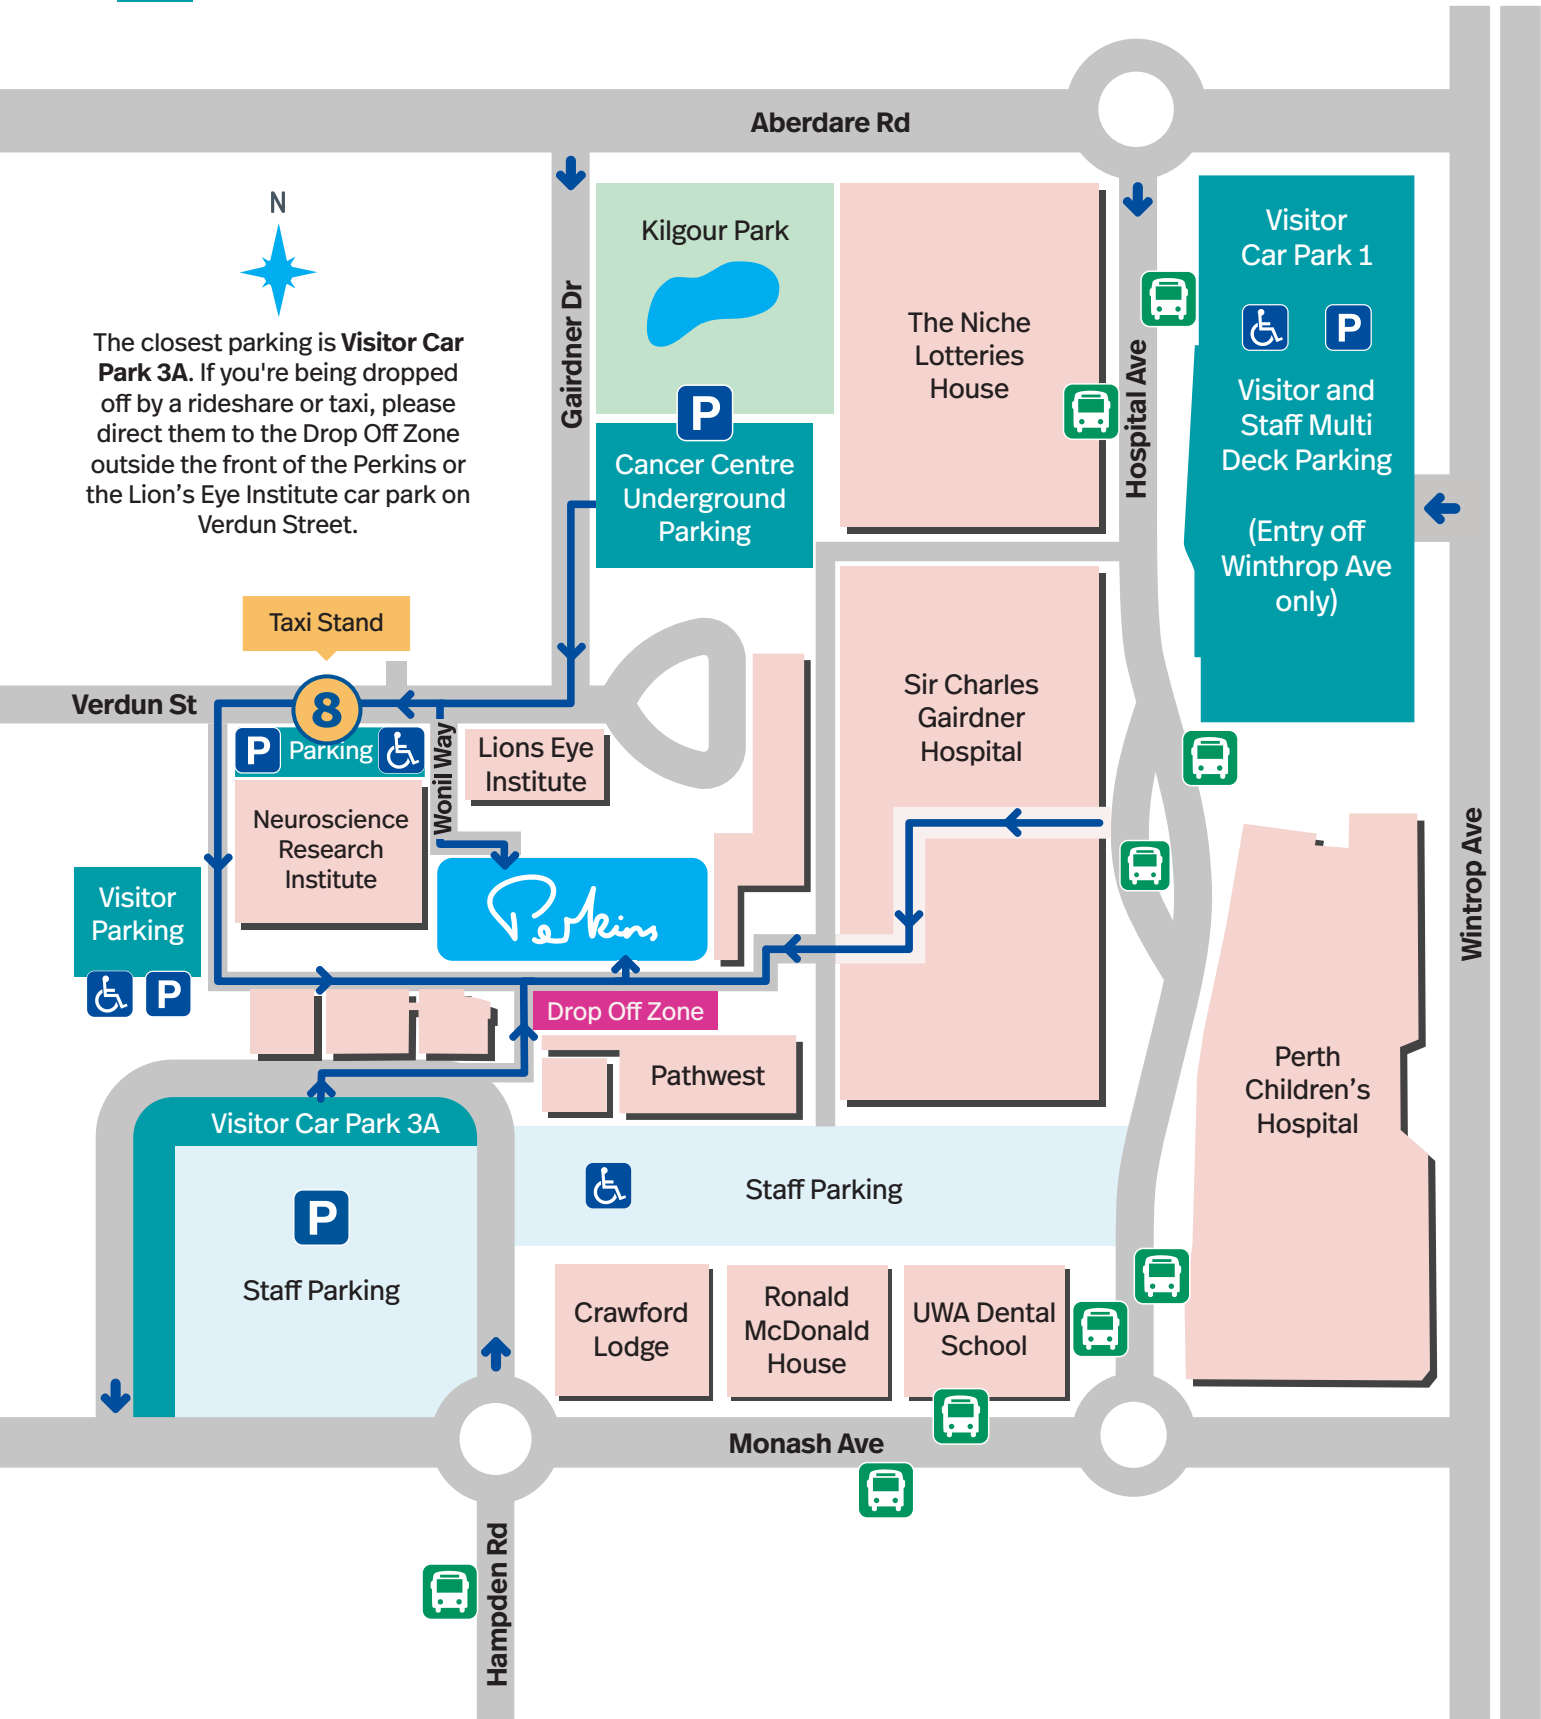 Aberdare Rd
N
The closest parking is Visitor Car
Park 3A. If you're being dropped
off by a rideshare or taxi, please
direct them to the Drop Off Zone
outside the front of the Perkins or
the Lion’s Eye Institute car park on
Verdun Street.
Gairdner Dr
Kilgour Park
P
Cancer Centre
Underground
Parking
The Niche
Lotteries
House
Hospital Ave
Visitor
Car Park 1
P
Visitor and
Staff Multi
Deck Parking
(Entry off
Winthrop Ave
only)
Taxi Stand
Verdun St
8
P
Parking
Wonil Way
Lions Eye
Institute
Neuroscience
Research
Institute
Sir Charles
Gairdner
Hospital
Wintrop Ave
Visitor
Parking
P
Perkins
Drop Off Zone
Pathwest
Perth
Children’s
Hospital
Visitor Car Park 3A
P
Staff Parking
Staff Parking
Crawford
Lodge
Ronald
McDonald
House
UWA Dental
School
Monash Ave
Hampden Rd